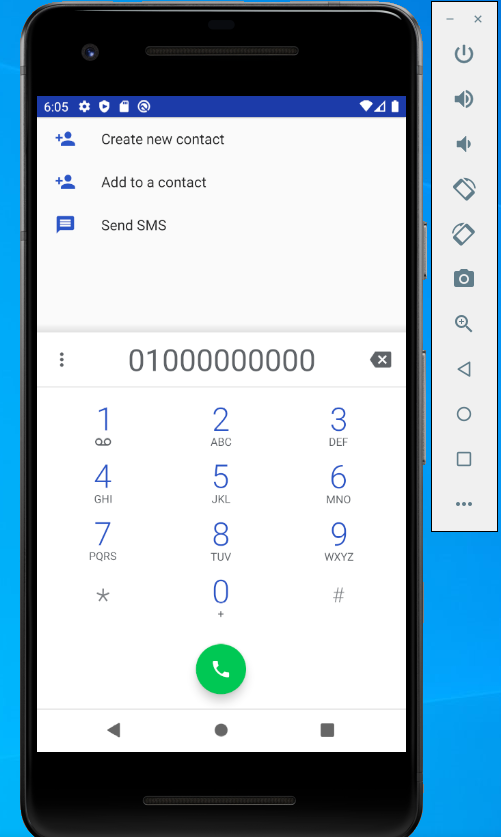 6:05
Create new contact
Add to a contact
Send SMS
01000000000
1 2 3
ABC DEF
4 5 6
GHI JKL MNO
7 8 9
PQRS TUV WXYZ
* 0 #
+